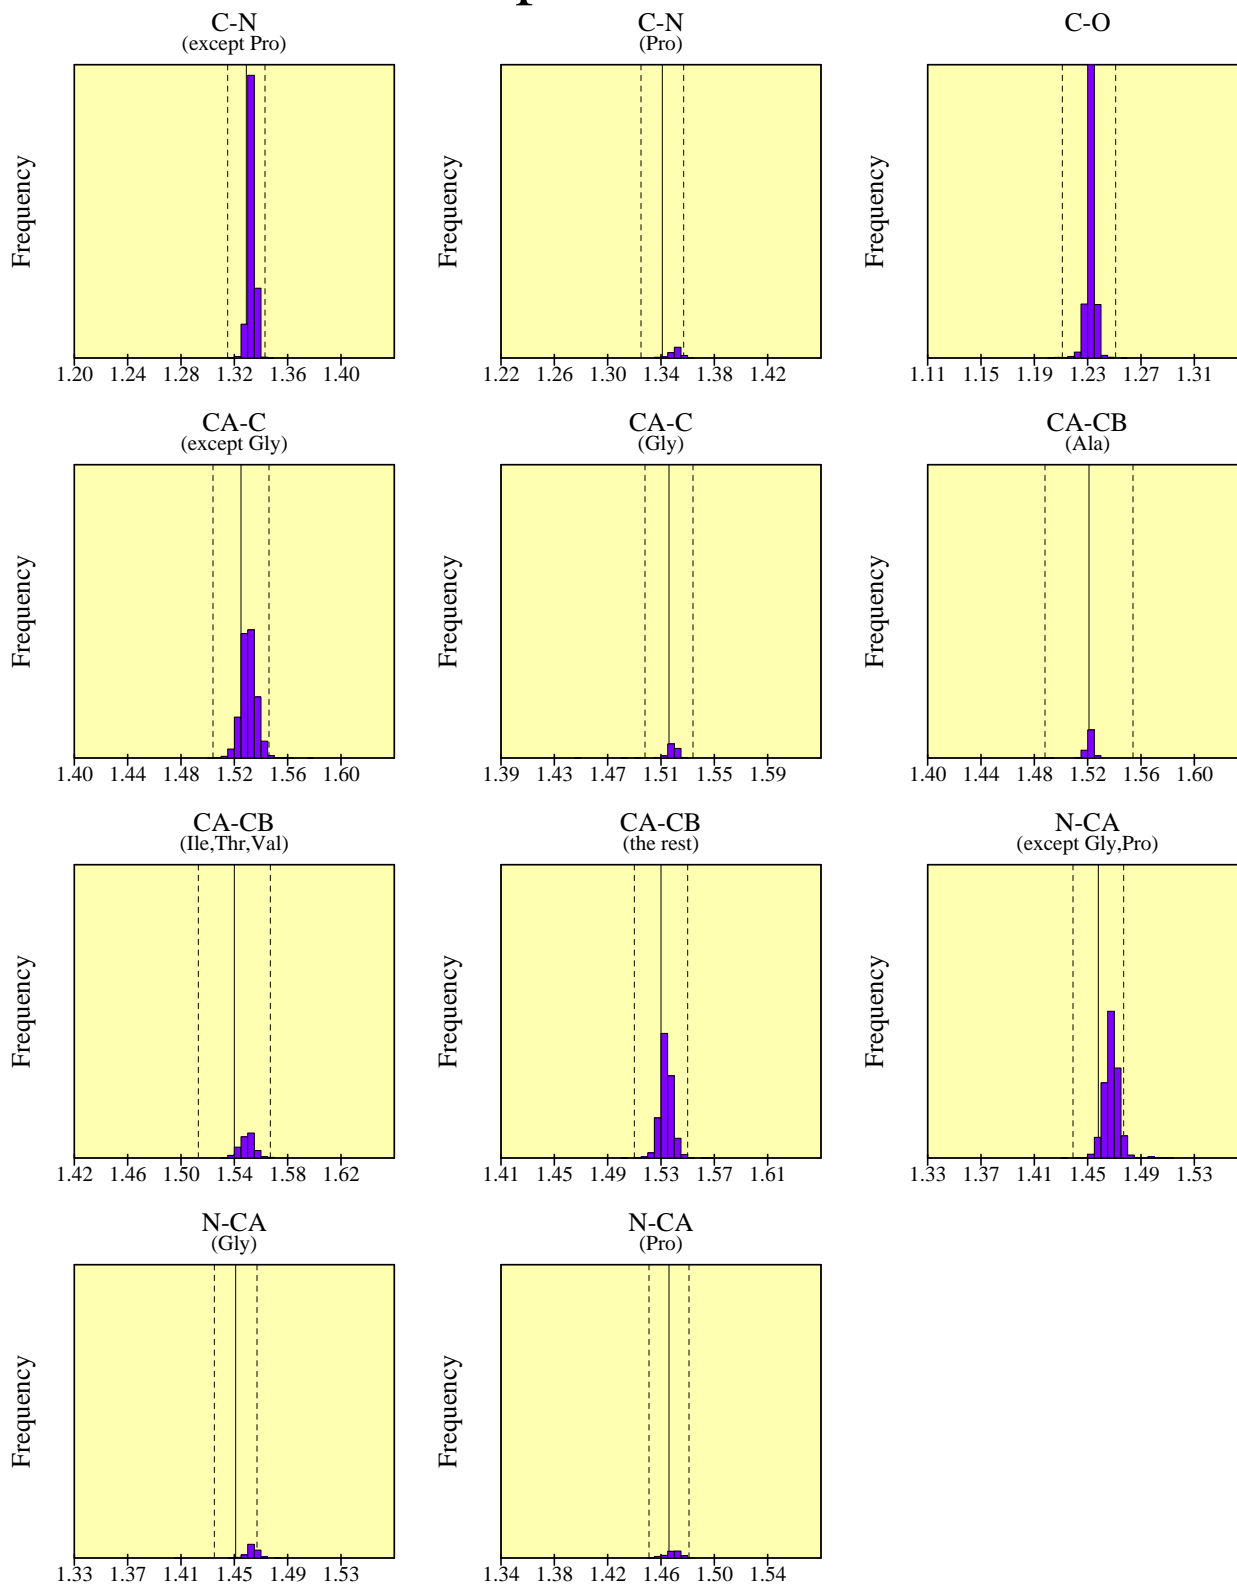 C-N
(except Pro)
Frequency
1.20 1.24 1.28 1.32 1.36 1.40
C-N
(Pro)
Frequency
1.22 1.26 1.30 1.34 1.38 1.42
C-O
Frequency
1.11 1.15 1.19 1.23 1.27 1.31
CA-C
(except Gly)
Frequency
1.40 1.44 1.48 1.52 1.56 1.60
CA-C
(Gly)
Frequency
1.39 1.43 1.47 1.51 1.55 1.59
CA-CB
(Ala)
Frequency
1.40 1.44 1.48 1.52 1.56 1.60
CA-CB
(Ile,Thr,Val)
Frequency
1.42 1.46 1.50 1.54 1.58 1.62
CA-CB
(the rest)
Frequency
1.41 1.45 1.49 1.53 1.57 1.61
N-CA
(except Gly,Pro)
Frequency
1.33 1.37 1.41 1.45 1.49 1.53
N-CA
(Gly)
Frequency
1.33 1.37 1.41 1.45 1.49 1.53
N-CA
(Pro)
Frequency
1.34 1.38 1.42 1.46 1.50 1.54